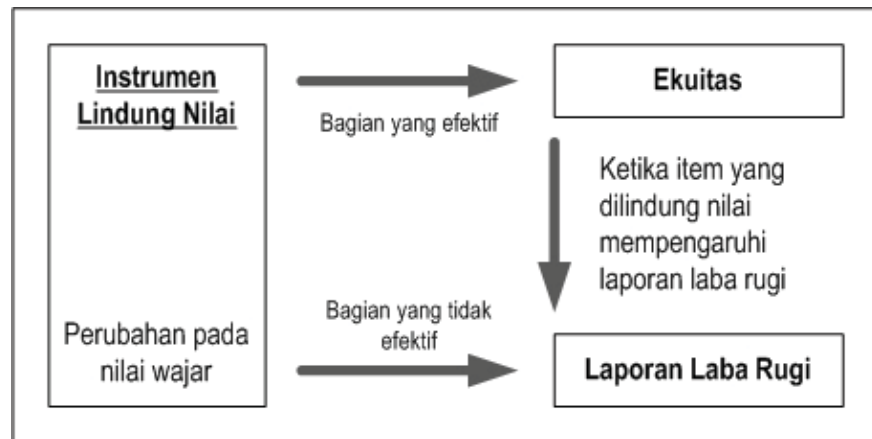 Instrumen
Lindung Nilai
Perubahan pada
nilai wajar
Bagian yang efektif
Bagian yang tidak
efektif
Ekuitas
Ketika item yang
dilindung nilai
mempengaruhi
laporan laba rugi
Laporan Laba Rugi